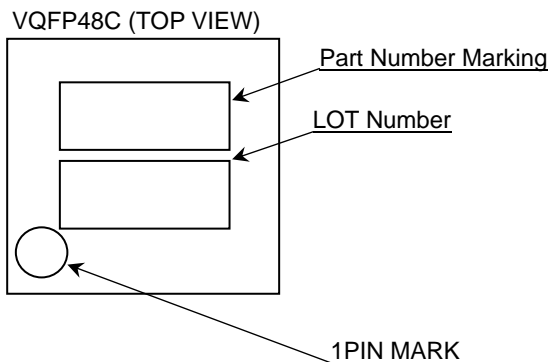 VQFP48C (TOP VIEW)
Part Number Marking
LOT Number
1PIN MARK